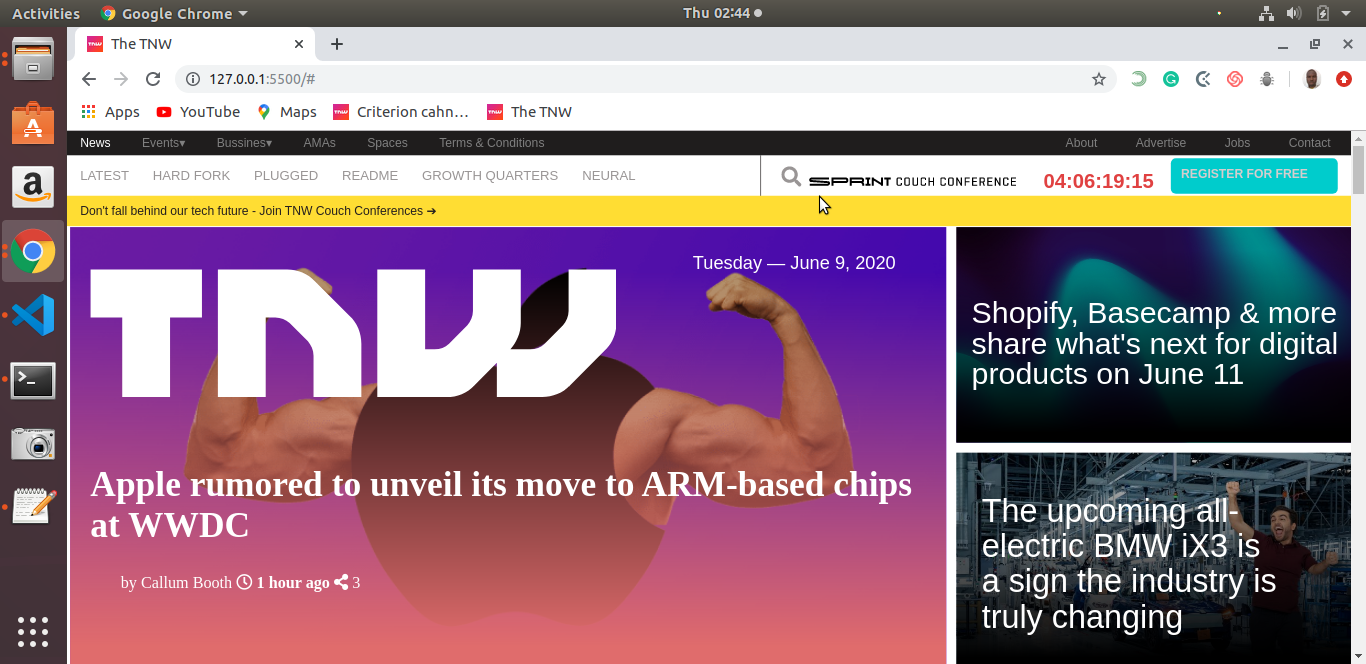 Activities Google Chrome▾ Thu 02:44 ●
TNW The TNW × +
127.0.0.1:5500/#
Apps YouTube Maps TNW Criterion cahn… TNW The TNW
News Events▾ Bussines▾ AMAs Spaces Terms & Conditions About Advertise Jobs Contact
LATEST HARD FORK PLUGGED README GROWTH QUARTERS NEURAL SPRINT COUCH CONFERENCE 04:06:19:15 REGISTER FOR FREE
Don't fall behind our tech future - Join TNW Couch Conferences ➔
Tuesday — June 9, 2020
TNW
Apple rumored to unveil its move to ARM-based chips
at WWDC
by Callum Booth 1 hour ago 3
Shopify, Basecamp & more
share what's next for digital
products on June 11
The upcoming all-
electric BMW iX3 is
a sign the industry is
truly changing